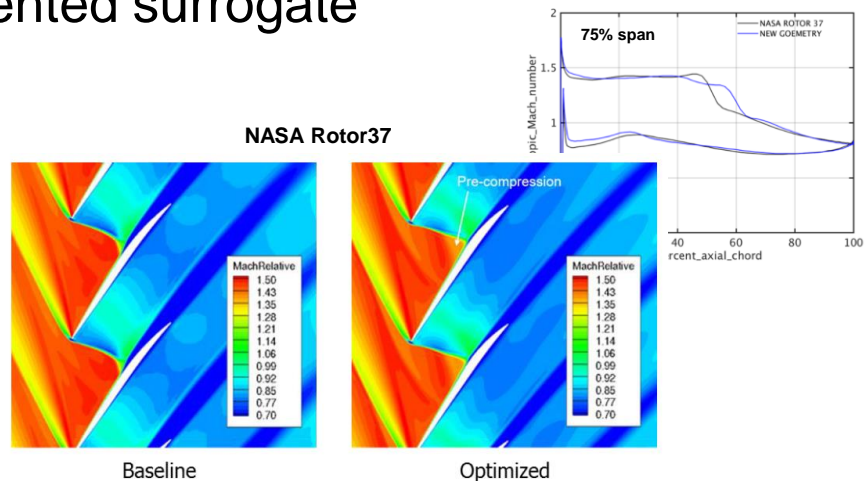 ented surrogate
2
75% span
NASA ROTOR 37
NEW GOEMETRY
1.5
1
opic_Mach_number
40
60
80
100
rcent_axial_chord
NASA Rotor37
Pre-compression
MachRelative
1.50
1.43
1.35
1.28
1.21
1.14
1.06
0.99
0.92
0.85
0.77
0.70
MachRelative
1.50
1.43
1.35
1.28
1.21
1.14
1.06
0.99
0.92
0.85
0.77
0.70
Baseline
Optimized